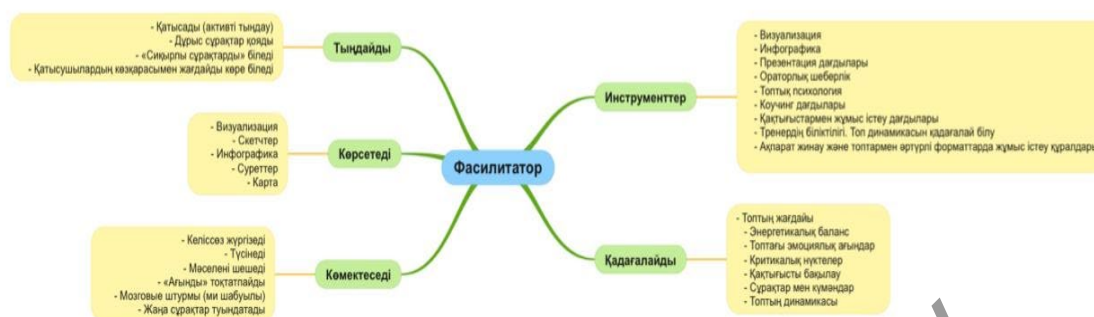 - Қатысады (активті тыңдау)
- Дұрыс сұрақтар қояды
- «Сиқырлы сұрақтарды» біледі
- Қатысушылардың көзқарасымен жағдайды көре біледі
Тыңдайды
- Визуализация
- Скетчтер
- Инфографика
- Суреттер
- Карта
Көрсетеді
- Келіссөз жүргізеді
- Түсінеді
- Мәселені шешеді
- «Ағынды» тоқтатпайды
- Мозговые штурмы (ми шабуылы)
- Жаңа сұрақтар туындатады
Көмектеседі
Фасилитатор
Инструменттер
- Визуализация
- Инфографика
- Презентация дағдылары
- Ораторлық шеберлік
- Топтық психология
- Коучинг дағдылары
- Қақтығыстармен жұмыс істеу дағдылары
- Тренердің біліктілігі. Топ динамикасын қадағалай білу
- Ақпарат жинау және топтармен әртүрлі форматтарда жұмыс істеу құралдары
Қадағалайды
- Топтың жағдайы
- Энергетикалық баланс
- Топтағы эмоциялық ағындар
- Критикалық нүктелер
- Қақтығысты бақылау
- Сұрақтар мен күмәндар
- Топтың динамикасы